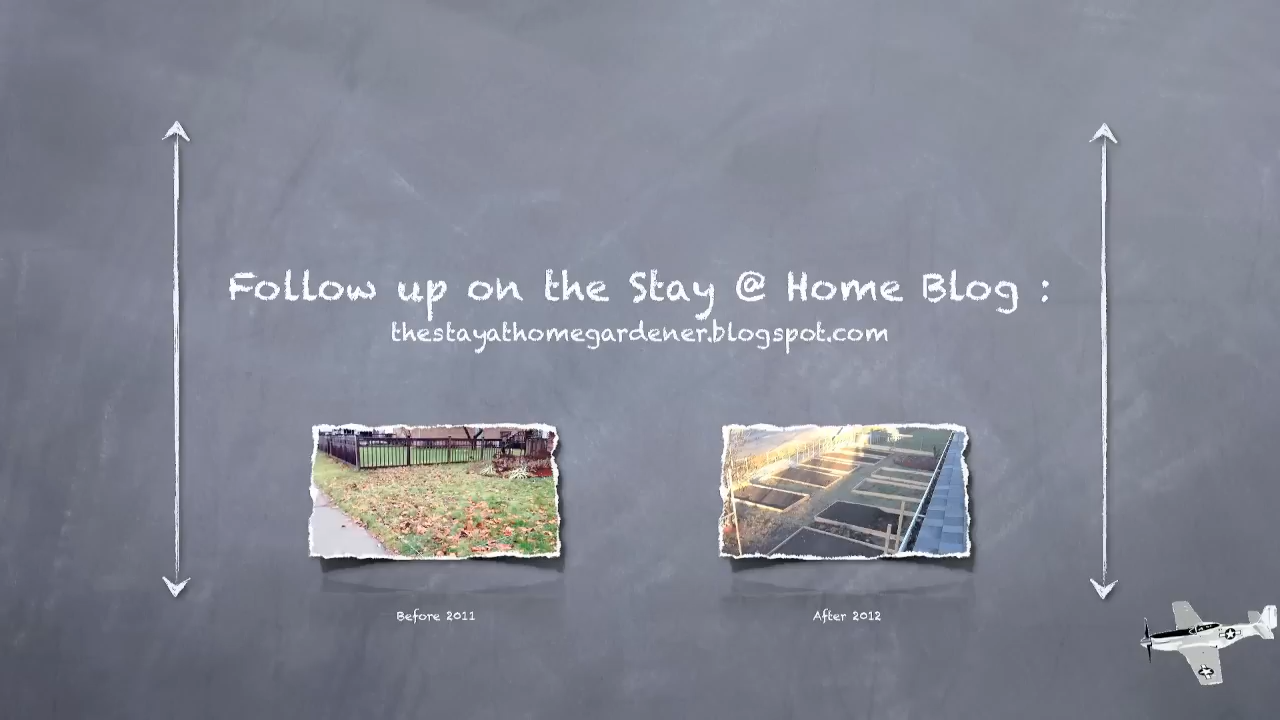 Follow up on the Stay @ Home Blog :
thestayathomegardener.blogspot.com
Before 2011
After 2012